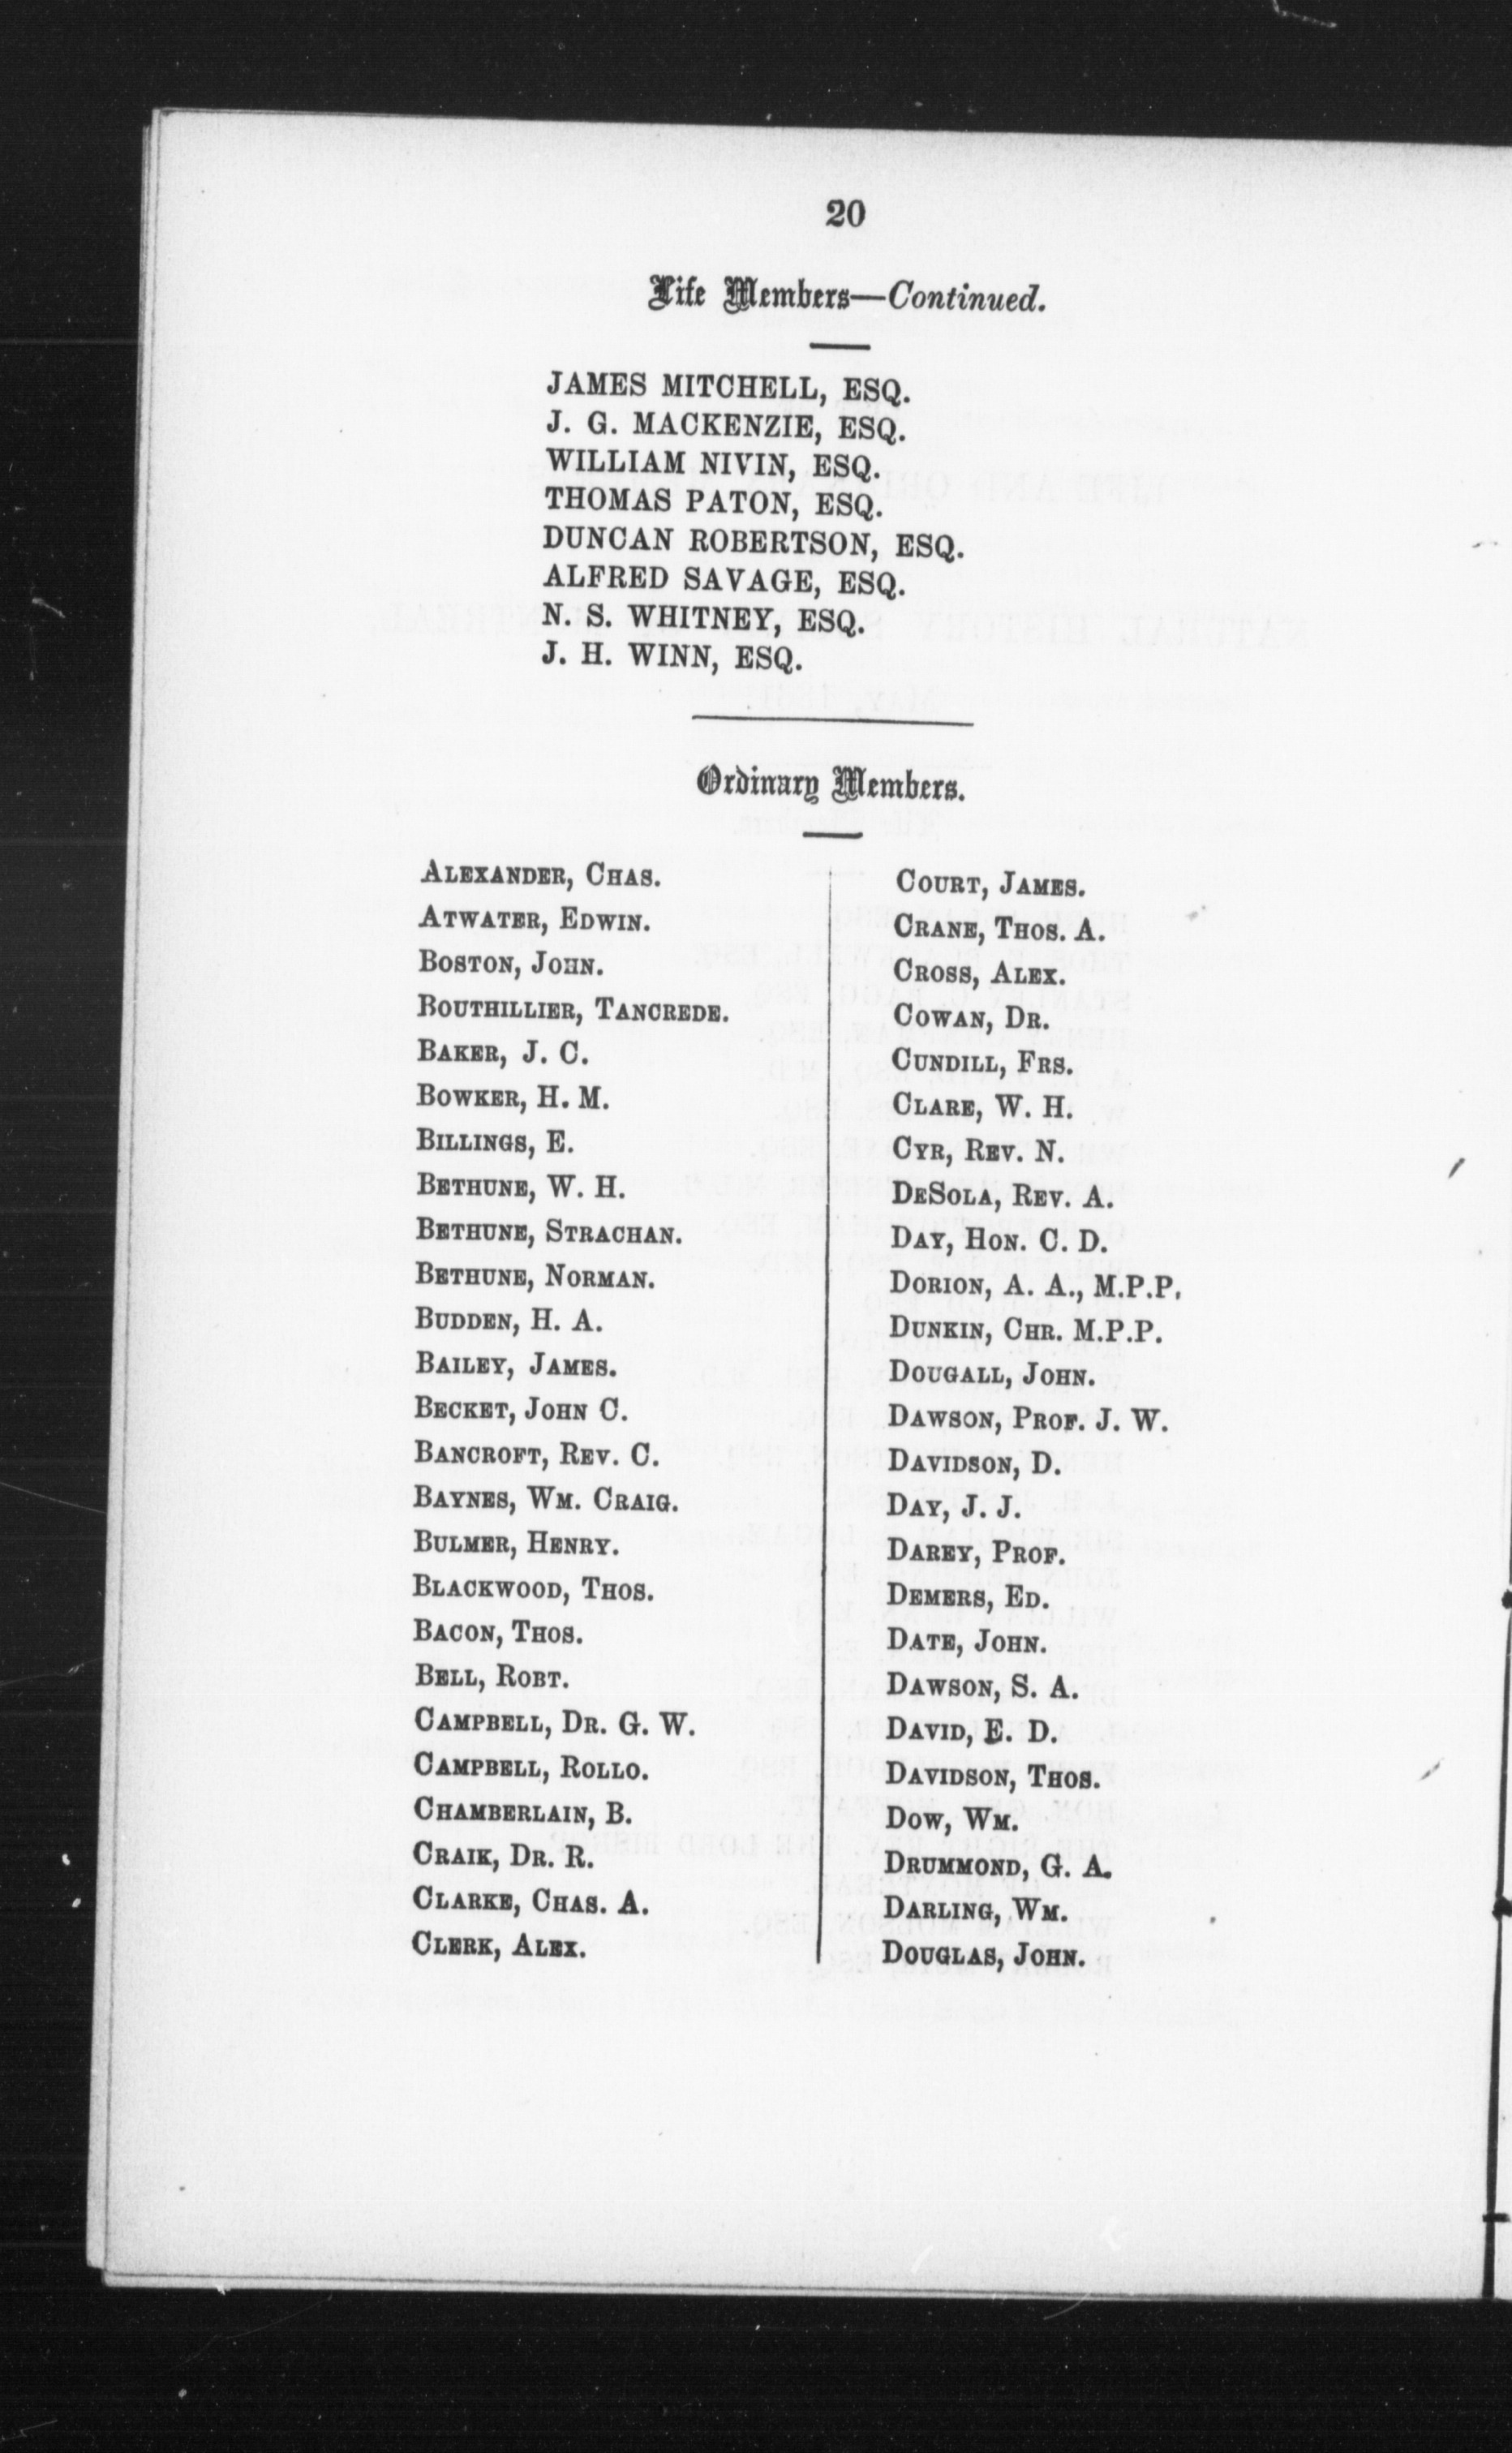 20
Life Members—Continued.
JAMES MITCHELL, ESQ.
J. G. MACKENZIE, ESQ.
WILLIAM NIVIN, ESQ.
THOMAS PATON, ESQ.
DUNCAN ROBERTSON, ESQ.
ALFRED SAVAGE, ESQ.
N. S. WHITNEY, ESQ.
J. H. WINN, ESQ.
Ordinary Members.
ALEXANDER, CHAS.
ATWATER, EDWIN.
BOSTON, JOHN.
BOUTHILLIER, TANCREDE.
BAKER, J. C.
BOWKER, H. M.
BILLINGS, E.
BETHUNE, W. H.
BETHUNE, STRACHAN.
BETHUNE, NORMAN.
BUDDEN, H. A.
BAILEY, JAMES.
BECKET, JOHN C.
BANCROFT, REV. C.
BAYNES, WM. CRAIG.
BULMER, HENRY.
BLACKWOOD, THOS.
BACON, THOS.
BELL, ROBT.
CAMPBELL, DR. G. W.
CAMPBELL, ROLLO.
CHAMBERLAIN, B.
CRAIK, DR. R.
CLARKE, CHAS. A.
CLERK, ALEX.
COURT, JAMES.
CRANE, THOS. A.
CROSS, ALEX.
COWAN, DR.
CUNDILL, FRS.
CLARE, W. H.
CYR, REV. N.
DESOLA, REV. A.
DAY, HON. C. D.
DORION, A. A., M.P.P.
DUNKIN, CHR. M.P.P.
DOUGALL, JOHN.
DAWSON, PROF. J. W.
DAVIDSON, D.
DAY, J. J.
DAREY, PROF.
DEMERS, ED.
DATE, JOHN.
DAWSON, S. A.
DAVID, E. D.
DAVIDSON, THOS.
DOW, WM.
DRUMMOND, G. A.
DARLING, WM.
DOUGLAS, JOHN.